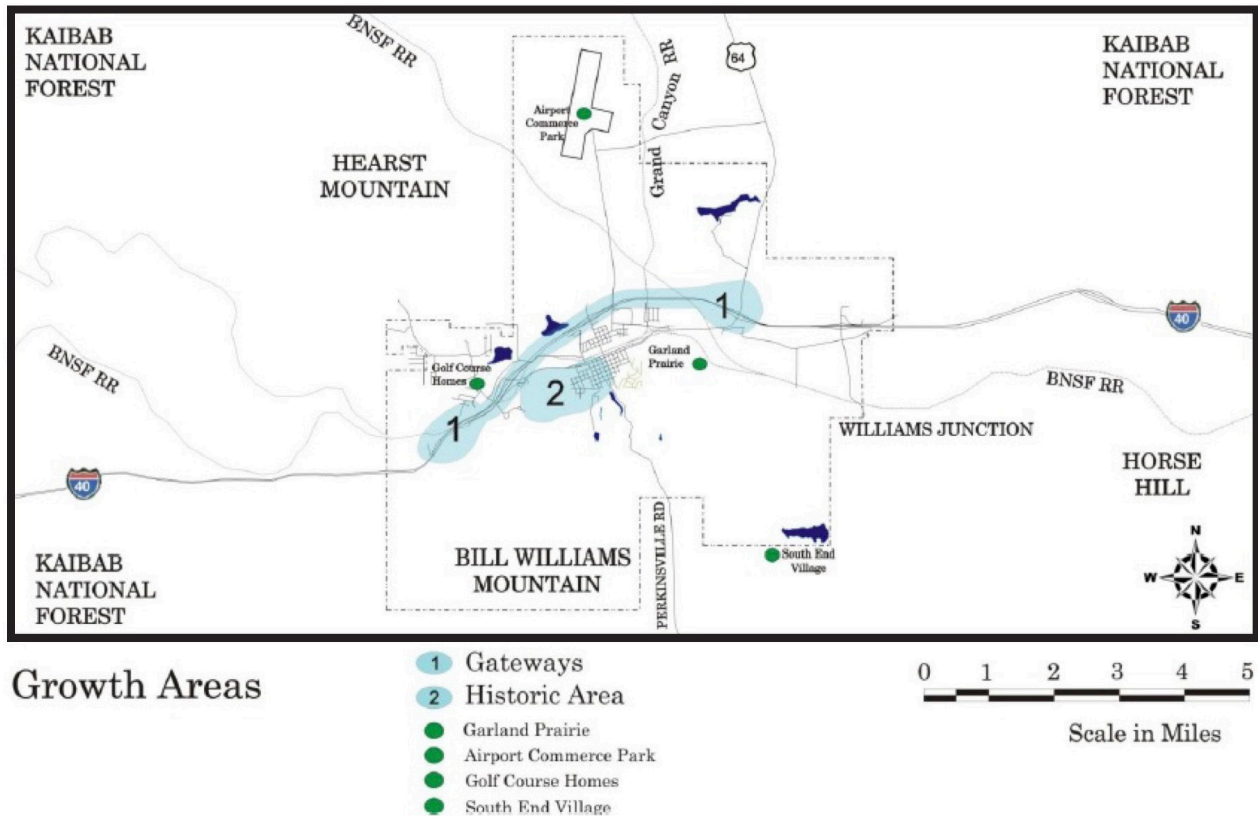 KAIBAB
NATIONAL
FOREST
BNSF RR
Grand Canyon RR
64
KAIBAB
NATIONAL
FOREST
Airport
Commerce
Park
HEARST
MOUNTAIN
1
40
BNSF RR
Golf Course
Homes
Garland
Prairie
2
BNSF RR
1
WILLIAMS JUNCTION
40
HORSE
HILL
KAIBAB
NATIONAL
FOREST
BILL WILLIAMS
MOUNTAIN
PERKINSVILLE RD
South End
Village
N
W E
S
Growth Areas
1 Gateways
2 Historic Area
Garland Prairie
Airport Commerce Park
Golf Course Homes
South End Village
0 1 2 3 4 5
Scale in Miles